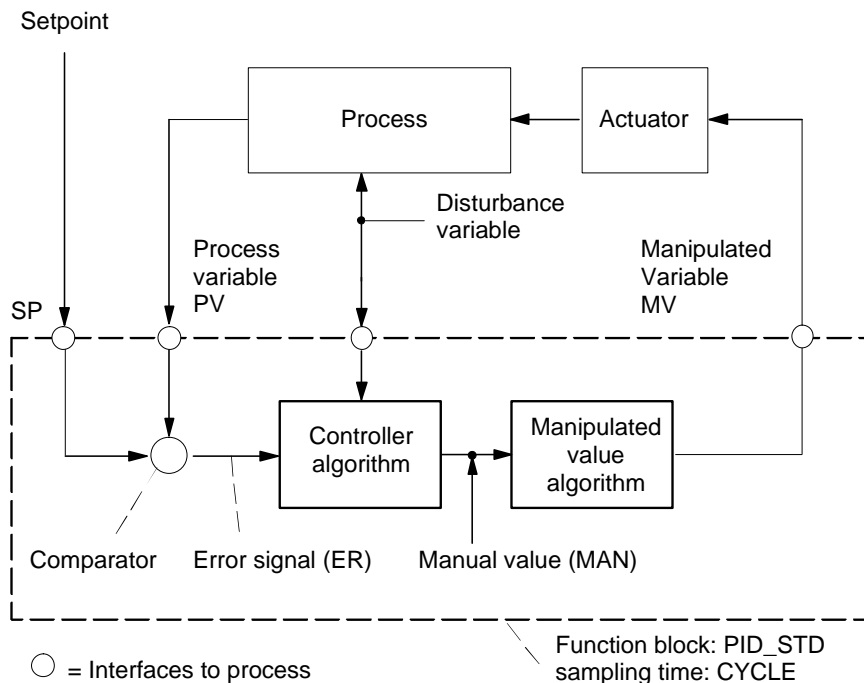 Setpoint
Process
Actuator
Disturbance
variable
Process
variable
PV
Manipulated
Variable
MV
SP
Controller
algorithm
Manipulated
value
algorithm
Comparator
Error signal (ER)
Manual value (MAN)
Function block: PID_STD
sampling time: CYCLE
= Interfaces to process